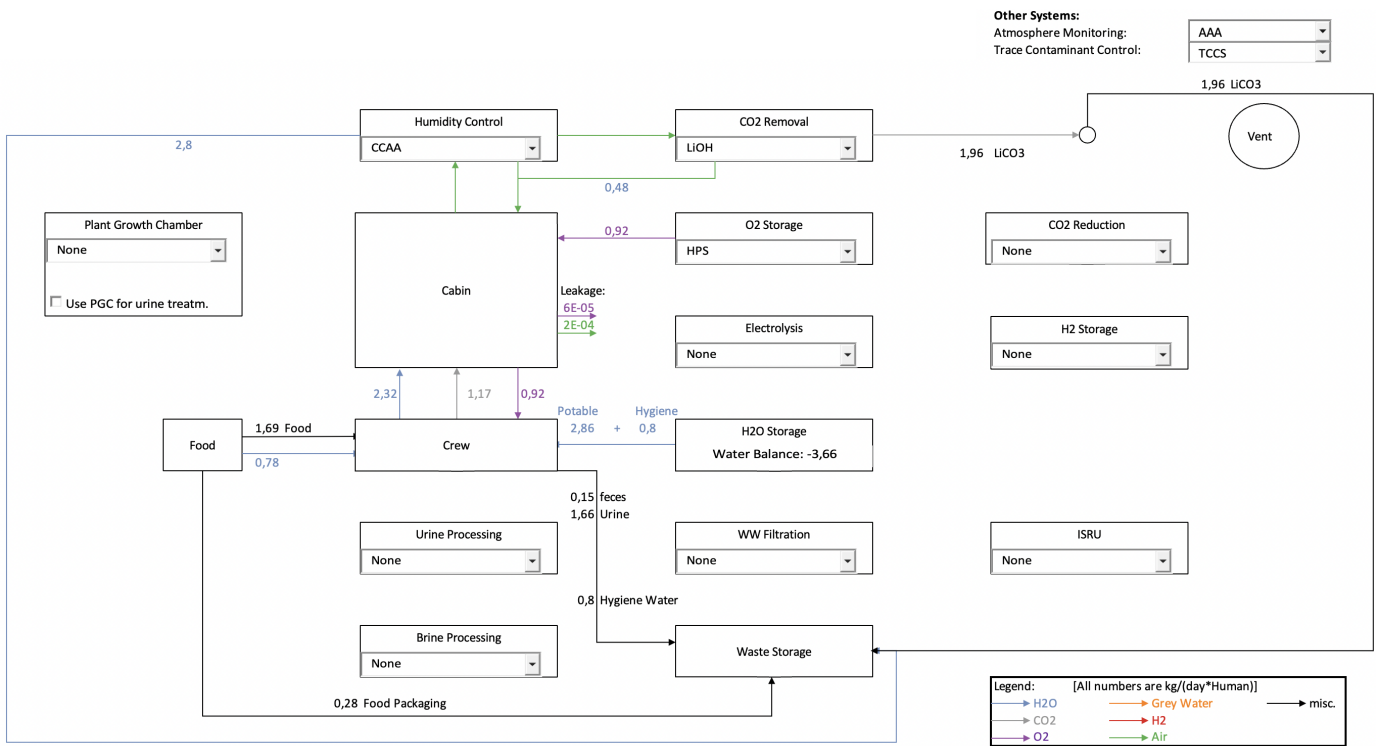 Other Systems:
Atmosphere Monitoring: AAA
Trace Contaminant Control: TCCS
1,96 LiCO3
Humidity Control
CCAA
CO2 Removal
LiOH
Vent
2,8
1,96 LiCO3
0,48
Plant Growth Chamber
None
Use PGC for urine treatm.
Cabin
0,92
O2 Storage
HPS
CO2 Reduction
None
Leakage:
6E-05
2E-04
Electrolysis
None
H2 Storage
None
2,32
1,17
0,92
Potable Hygiene
2,86 + 0,8
Food
1,69 Food
0,78
Crew
H2O Storage
Water Balance: -3,66
0,15 feces
1,66 Urine
Urine Processing
None
WW Filtration
None
ISRU
None
0,8 Hygiene Water
Brine Processing
None
Waste Storage
0,28 Food Packaging
Legend: [All numbers are kg/(day*Human)]
H2O Grey Water misc.
CO2 H2
O2 Air